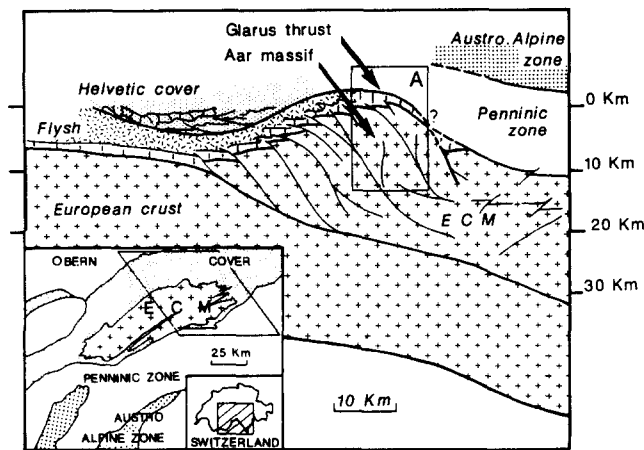 Glarus thrust
Aar massif
Austro. Alpine
zone
A
Helvetic cover
0 Km
Penninic
zone
?
Flysh
10 Km
E C M
European crust
20 Km
30 Km
OBERN
COVER
E C M
25 Km
PENNINIC ZONE
AUSTRO
ALPINE ZONE
SWITZERLAND
10 Km